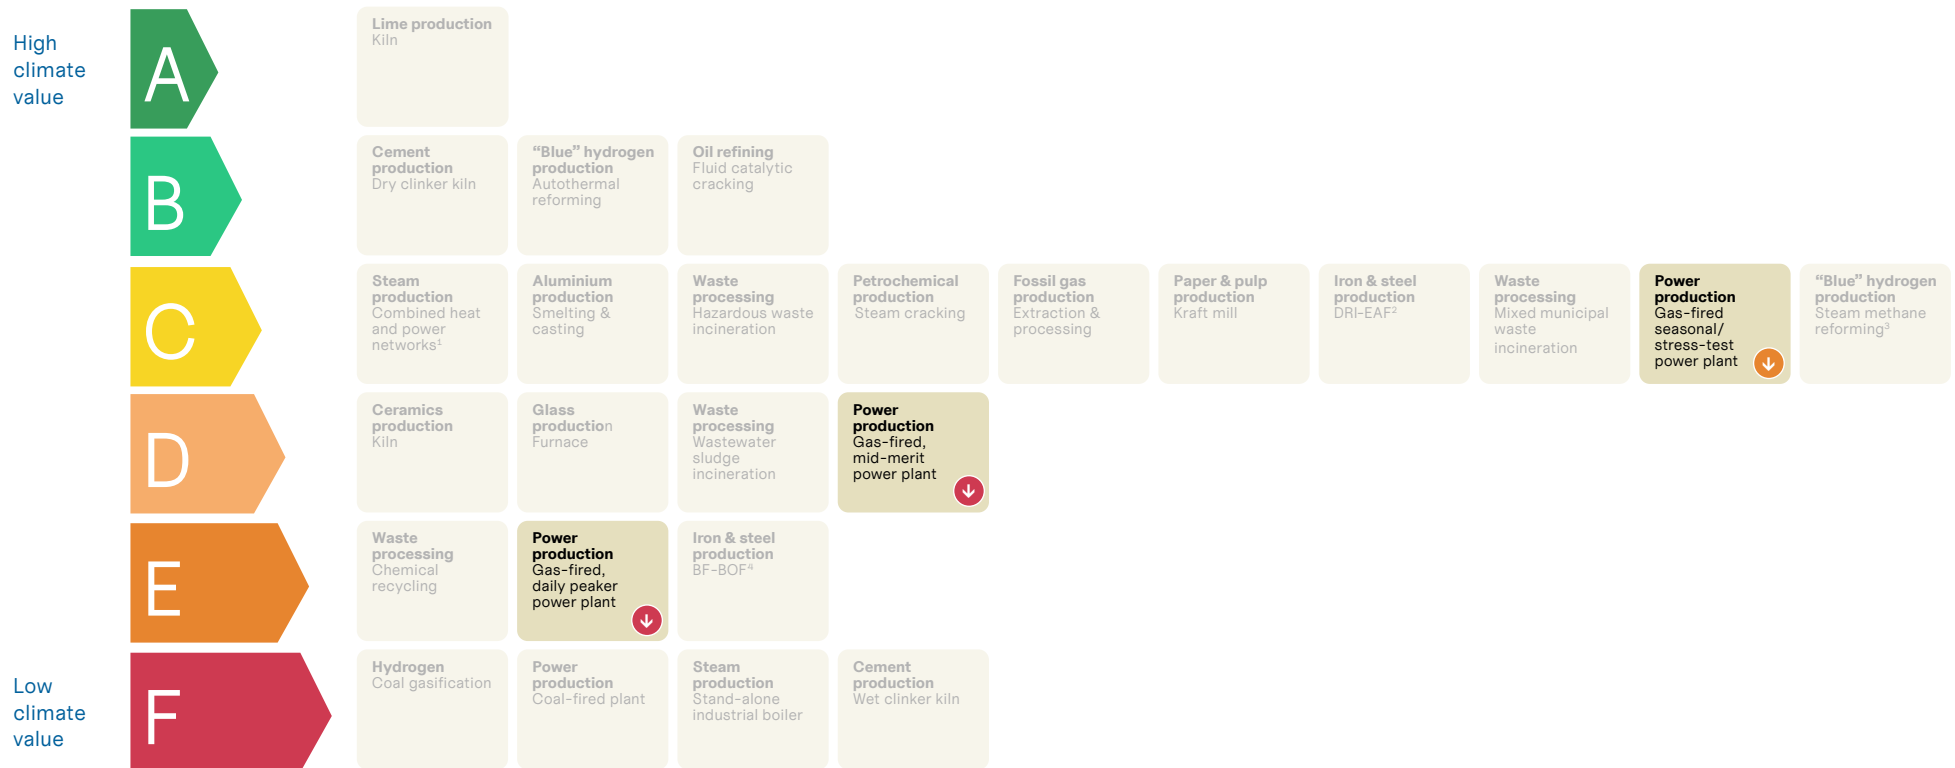 High
climate
value
A
Lime production
Kiln
B
Cement
production
Dry clinker kiln
“Blue” hydrogen
production
Autothermal
reforming
Oil refining
Fluid catalytic
cracking
C
Steam
production
Combined heat
and power
networks¹
Aluminium
production
Smelting &
casting
Waste
processing
Hazardous waste
incineration
Petrochemical
production
Steam cracking
Fossil gas
production
Extraction &
processing
Paper & pulp
production
Kraft mill
Iron & steel
production
DRI-EAF²
Waste
processing
Mixed municipal
waste
incineration
Power
production
Gas-fired
seasonal/
stress-test
power plant
“Blue” hydrogen
production
Steam methane
reforming³
D
Ceramics
production
Kiln
Glass
production
Furnace
Waste
processing
Wastewater
sludge
incineration
Power
production
Gas-fired,
mid-merit
power plant
E
Waste
processing
Chemical
recycling
Power
production
Gas-fired,
daily peaker
power plant
Iron & steel
production
BF-BOF⁴
Low
climate
value
F
Hydrogen
Coal gasification
Power
production
Coal-fired plant
Steam
production
Stand-alone
industrial boiler
Cement
production
Wet clinker kiln